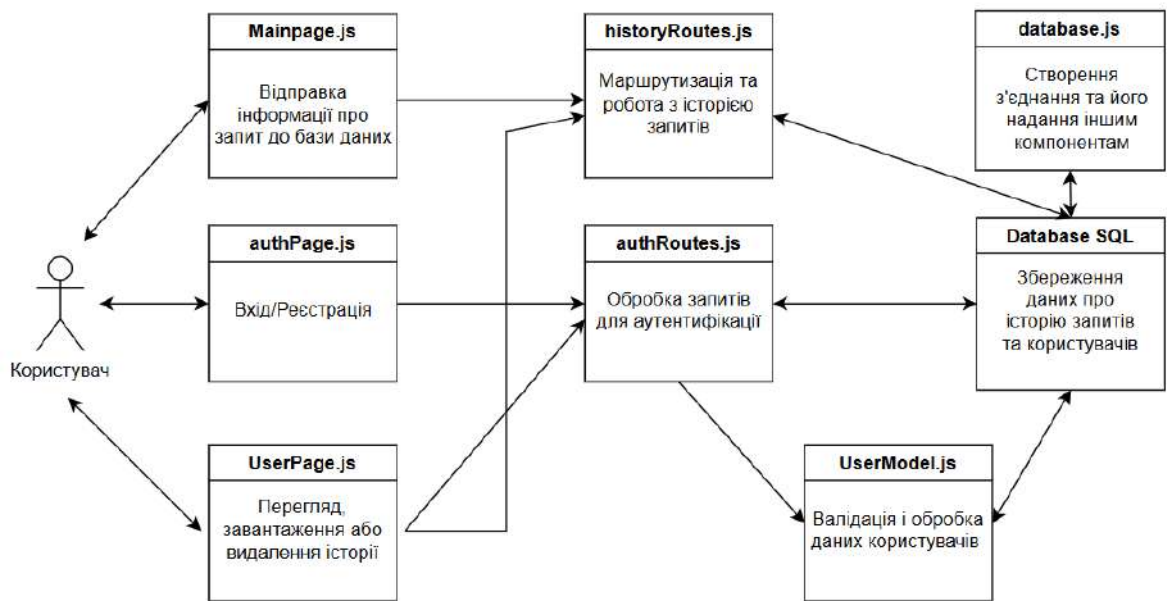 Mainpage.js
Відправка
інформації про
запит до бази даних
historyRoutes.js
Маршрутизація та
робота з історією
запитів
database.js
Створення
з'єднання та його
надання іншим
компонентам
authPage.js
Вхід/Реєстрація
authRoutes.js
Обробка запитів
для аутентифікації
Database SQL
Збереження
даних про
історію запитів
та користувачів
Користувач
UserPage.js
Перегляд,
завантаження або
видалення історії
UserModel.js
Валідація і обробка
даних користувачів